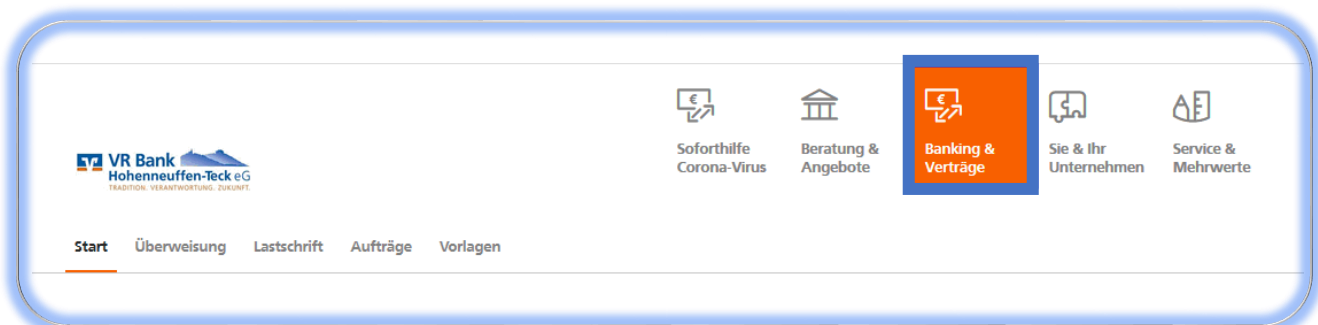 Soforthilfe
Corona-Virus
Beratung &
Angebote
Banking &
Verträge
Sie & Ihr
Unternehmen
Service &
Mehrwerte
VR Bank
Hohenneuffen-Teck eG
TRADITION. VERANTWORTUNG. ZUKUNFT.
Start Überweisung Lastschrift Aufträge Vorlagen